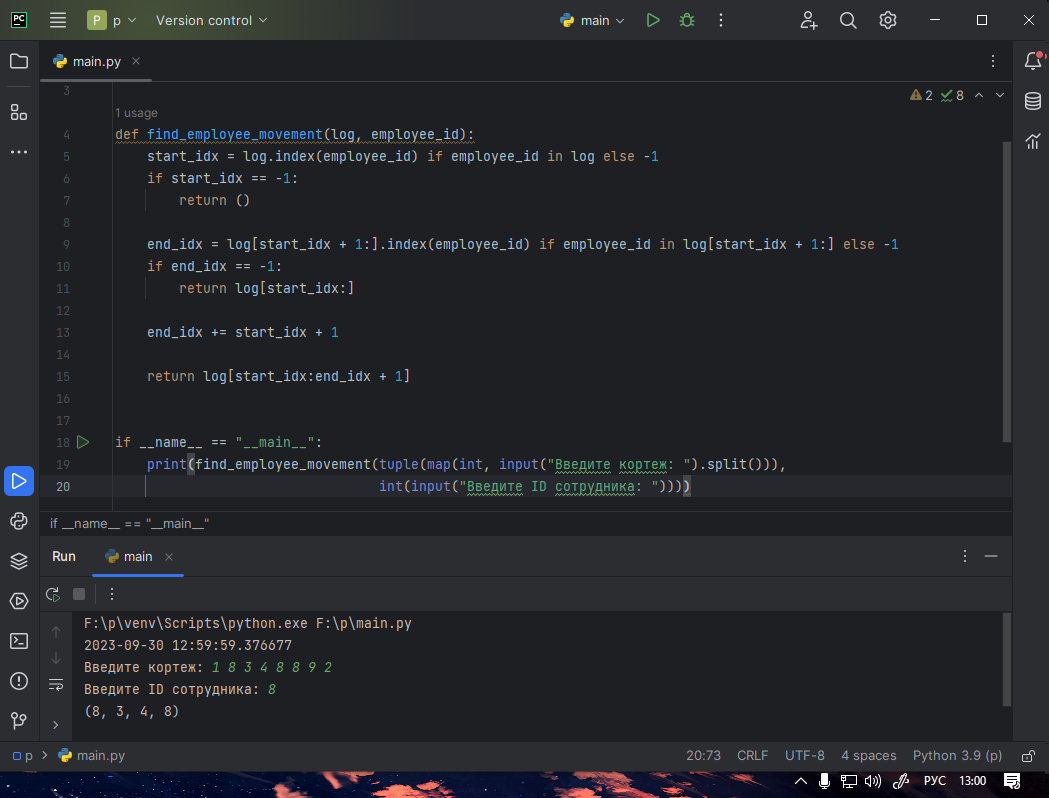 PC
P p Version control main
main.py
2 8
3
1 usage
4 def find_employee_movement(log, employee_id):
5 start_idx = log.index(employee_id) if employee_id in log else -1
6 if start_idx == -1:
7 return ()
8
9 end_idx = log[start_idx + 1:].index(employee_id) if employee_id in log[start_idx + 1:] else -1
10 if end_idx == -1:
11 return log[start_idx:]
12
13 end_idx += start_idx + 1
14
15 return log[start_idx:end_idx + 1]
16
17
18 if __name__ == "__main__":
19 print(find_employee_movement(tuple(map(int, input("Введите кортеж: ").split())),
20 int(input("Введите ID сотрудника: "))))
if __name__ == "__main__"
Run main
F:\p\venv\Scripts\python.exe F:\p\main.py
2023-09-30 12:59:59.376677
Введите кортеж: 1 8 3 4 8 8 9 2
Введите ID сотрудника: 8
(8, 3, 4, 8)
p main.py 20:73 CRLF UTF-8 4 spaces Python 3.9 (p)
РУС 13:00